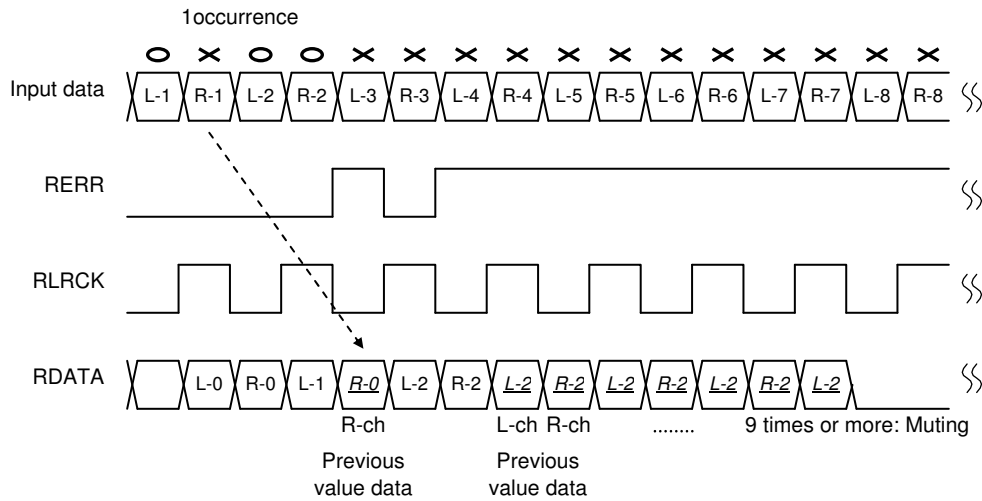 1occurrence
O X O O X X X X X X X X X X X X
Input data L-1 R-1 L-2 R-2 L-3 R-3 L-4 R-4 L-5 R-5 L-6 R-6 L-7 R-7 L-8 R-8
RERR
RLRCK
RDATA L-0 R-0 L-1 R-0 L-2 R-2 L-2 R-2 L-2 R-2 L-2 R-2 L-2
R-ch L-ch R-ch ........ 9 times or more: Muting
Previous Previous
value data value data